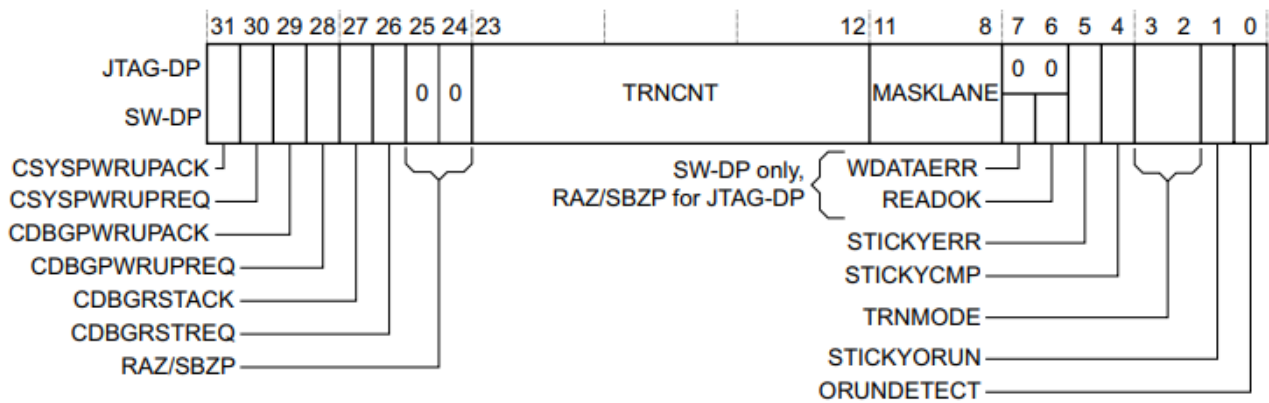 31 30 29 28 27 26 25 24 23 12 11 8 7 6 5 4 3 2 1 0
JTAG-DP
SW-DP
0 0
TRNCNT
MASKLANE
0 0
CSYSPWRUPACK
CSYSPWRUPREQ
CDBGPWRUPACK
CDBGPWRUPREQ
CDBGRSTACK
CDBGRSTREQ
RAZ/SBZP
SW-DP only,
RAZ/SBZP for JTAG-DP
WDATAERR
READOK
STICKYERR
STICKYCMP
TRNMODE
STICKYORUN
ORUNDETECT